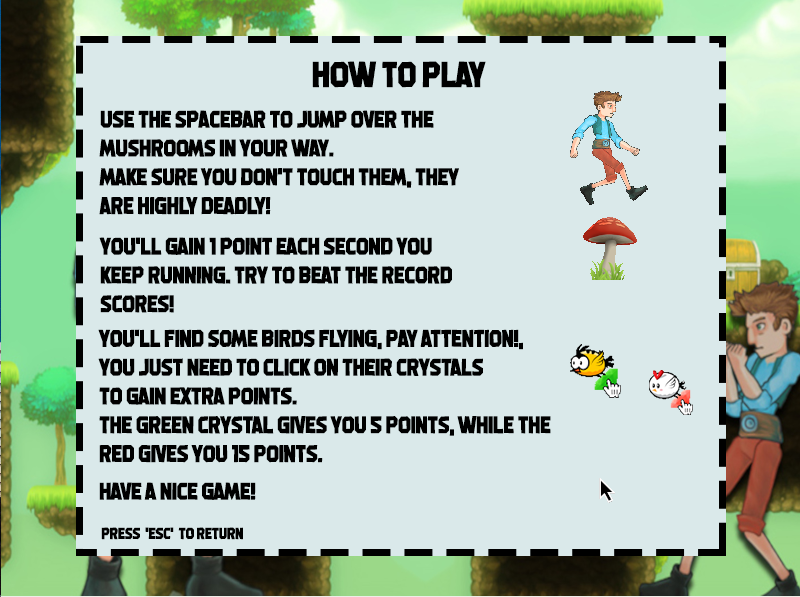 HOW TO PLAY
USE THE SPACEBAR TO JUMP OVER THE
MUSHROOMS IN YOUR WAY.
MAKE SURE YOU DON'T TOUCH THEM, THEY
ARE HIGHLY DEADLY!
YOU'LL GAIN 1 POINT EACH SECOND YOU
KEEP RUNNING. TRY TO BEAT THE RECORD
SCORES!
YOU'LL FIND SOME BIRDS FLYING, PAY ATTENTION!,
YOU JUST NEED TO CLICK ON THEIR CRYSTALS
TO GAIN EXTRA POINTS.
THE GREEN CRYSTAL GIVES YOU 5 POINTS, WHILE THE
RED GIVES YOU 15 POINTS.
HAVE A NICE GAME!
PRESS 'ESC' TO RETURN